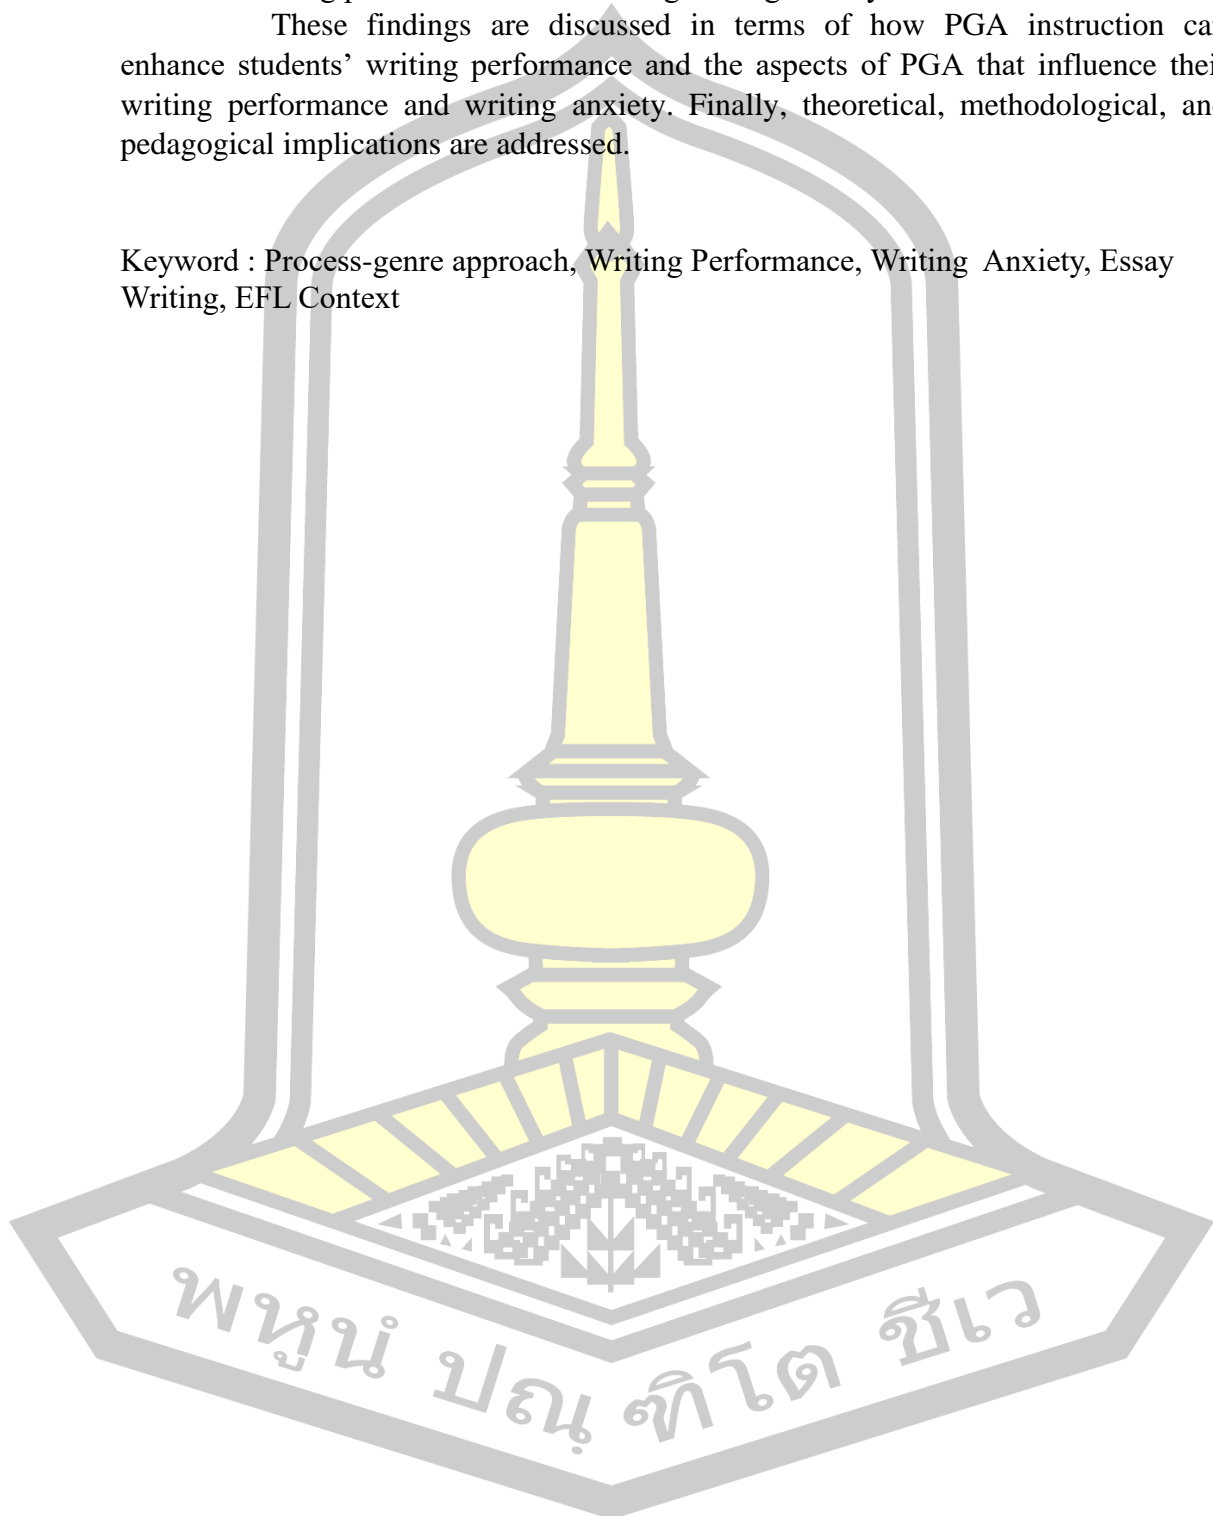 These findings are discussed in terms of how PGA instruction ca
enhance students’ writing performance and the aspects of PGA that influence thei
writing performance and writing anxiety. Finally, theoretical, methodological, an
pedagogical implications are addressed.
Keyword : Process-genre approach, Writing Performance, Writing Anxiety, Essay
Writing, EFL Context
พหูนํ ปณฺฑิโต ชีเว